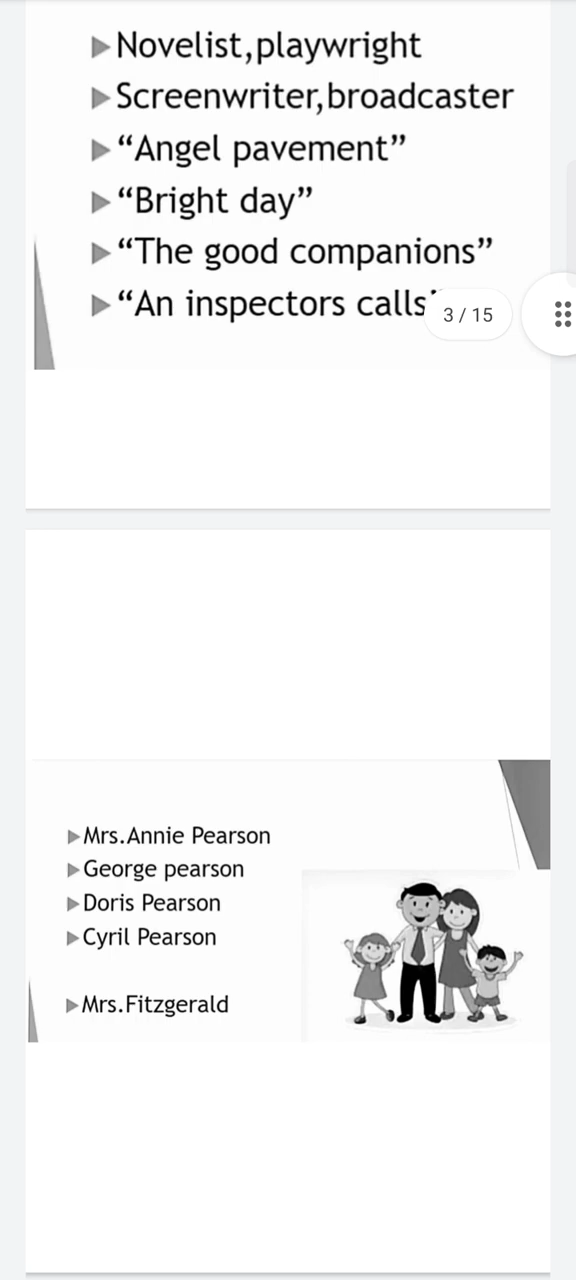 Novelist,playwright
Screenwriter,broadcaster
“Angel pavement”
“Bright day”
“The good companions”
“An inspectors calls”
3 / 15
Mrs.Annie Pearson
George pearson
Doris Pearson
Cyril Pearson
Mrs.Fitzgerald